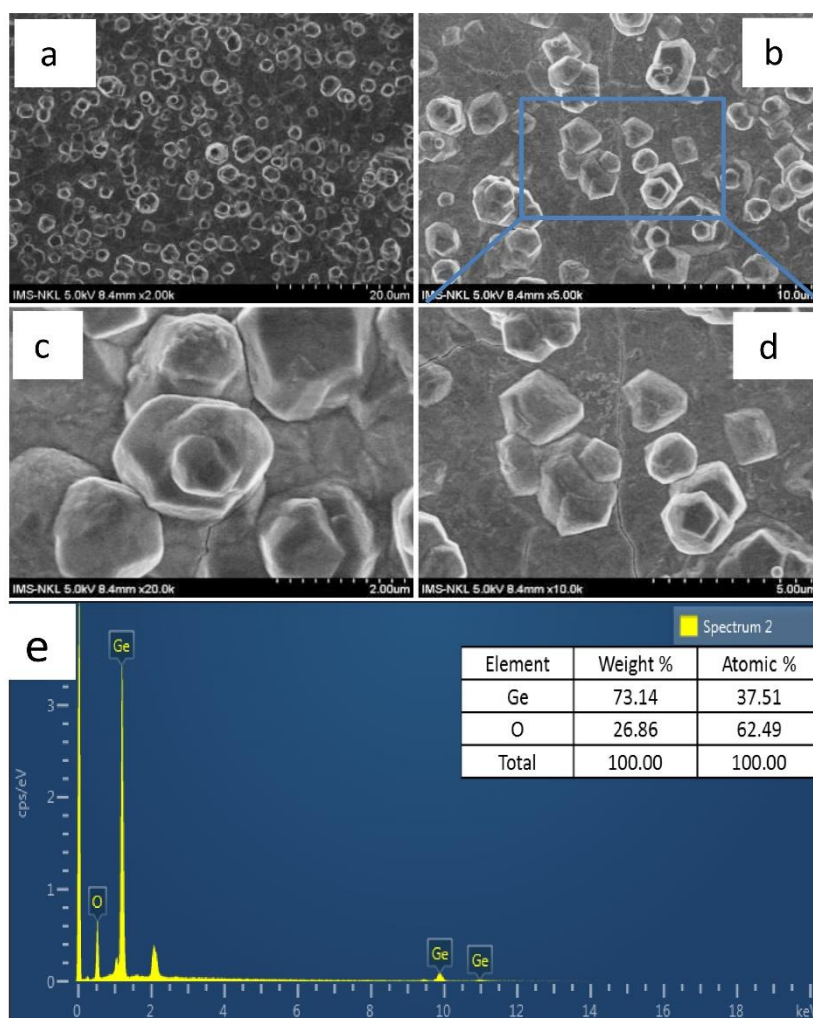 a
b
IMS-NKL 5.0kV 8.4mm x2.00k 20.0um
IMS-NKL 5.0kV 8.4mm x5.00k 10.0um
c
d
IMS-NKL 5.0kV 8.4mm x20.0k 2.00um
IMS-NKL 5.0kV 8.4mm x10.0k 5.00um
e
Spectrum 2
Element Weight % Atomic %
Ge 73.14 37.51
O 26.86 62.49
Total 100.00 100.00
Ge
3
cps/eV
2
1
O
Ge
Ge
0
0 2 4 6 8 10 12 14 16 18 keV